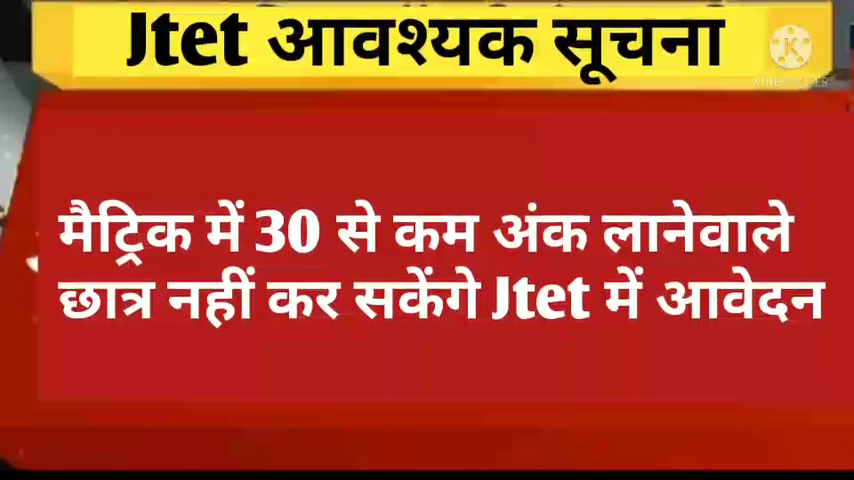 Jtet आवश्यक सूचना
मैट्रिक में 30 से कम अंक लानेवाले
छात्र नहीं कर सकेंगे Jtet में आवेदन